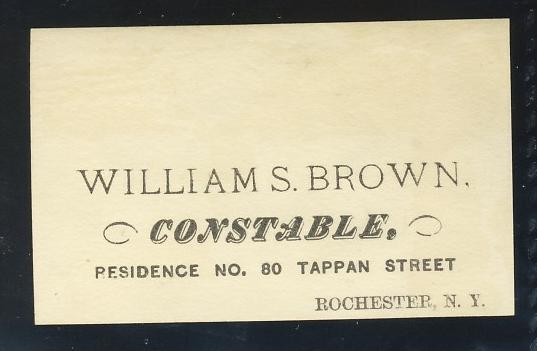 WILLIAM S. BROWN.
CONSTABLE,
RESIDENCE NO. 80 TAPPAN STREET
ROCHESTER, N. Y.